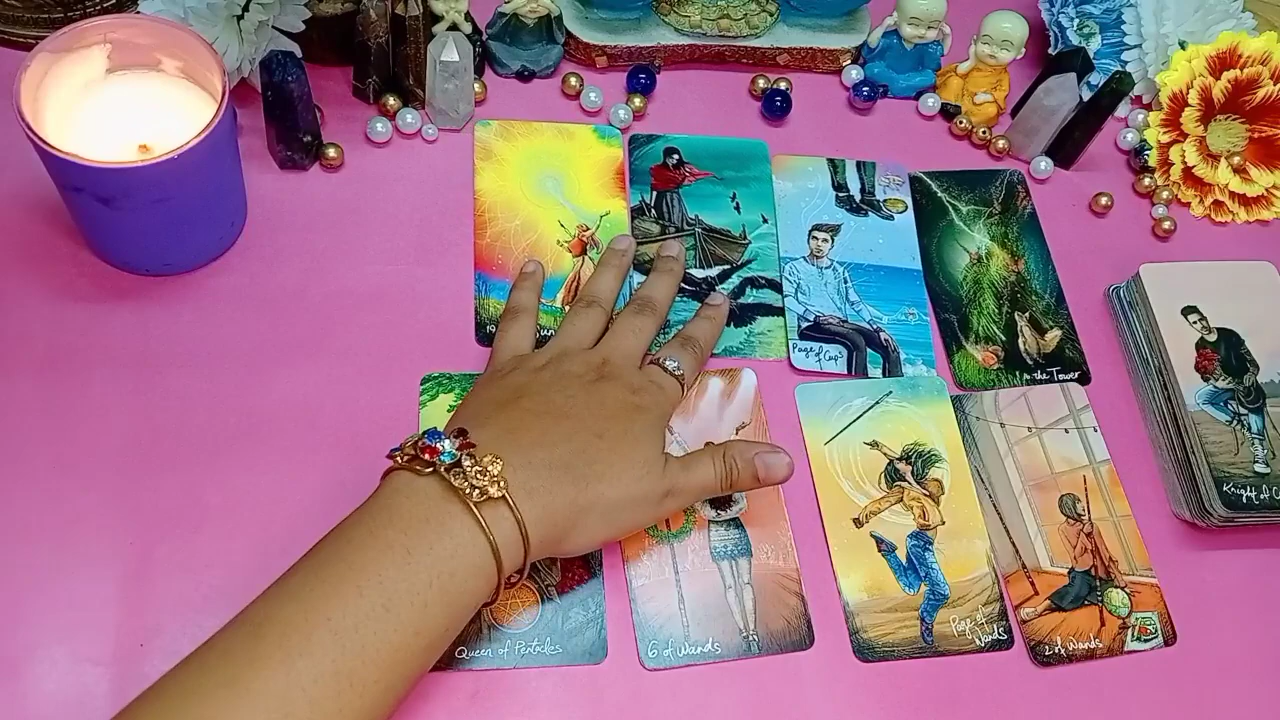 19
Page
of Cups
the Tower
Knight of C
Queen of Pentacles
6 of Wands
Page of
Wands
2 of Wands